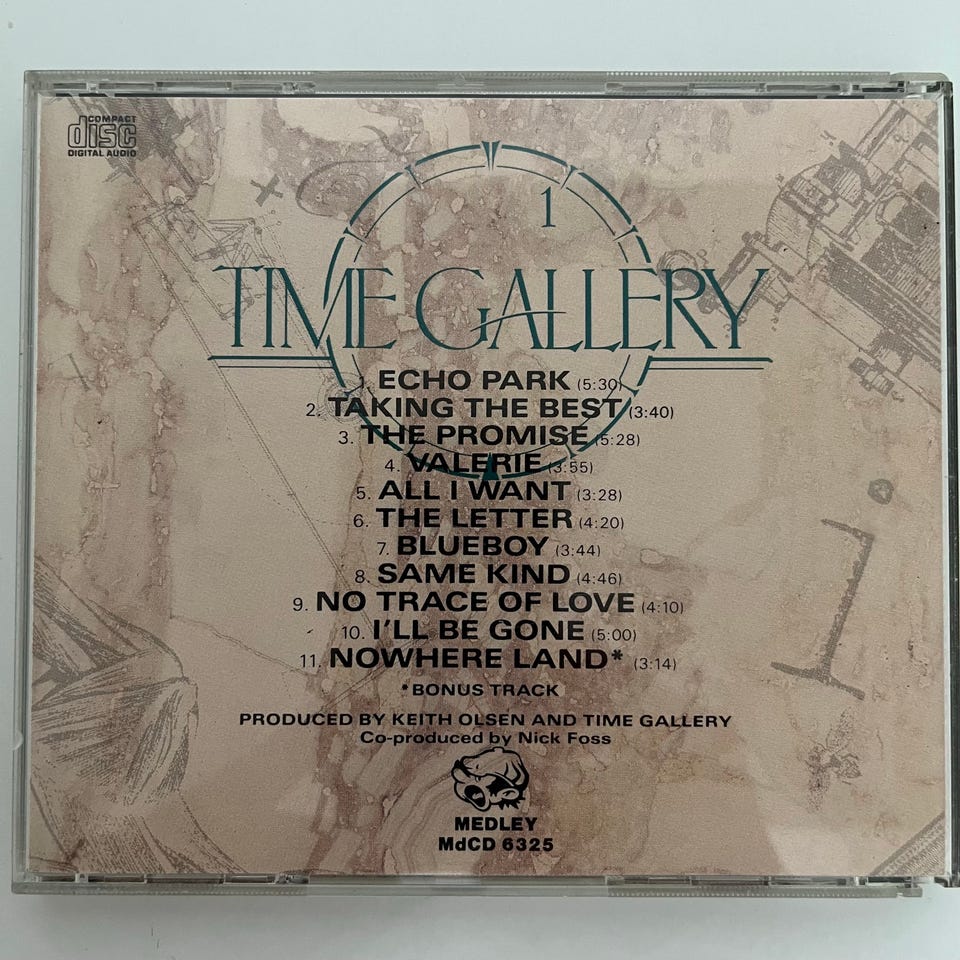 COMPACT
disc
DIGITAL AUDIO
1
TIME GALLERY
1. ECHO PARK (5:30)
2. TAKING THE BEST (3:40)
3. THE PROMISE (5:28)
4. VALERIE (3:55)
5. ALL I WANT (3:28)
6. THE LETTER (4:20)
7. BLUEBOY (3:44)
8. SAME KIND (4:46)
9. NO TRACE OF LOVE (4:10)
10. I'LL BE GONE (5:00)
11. NOWHERE LAND* (3:14)
*BONUS TRACK
PRODUCED BY KEITH OLSEN AND TIME GALLERY
Co-produced by Nick Foss
MEDLEY
MdCD 6325